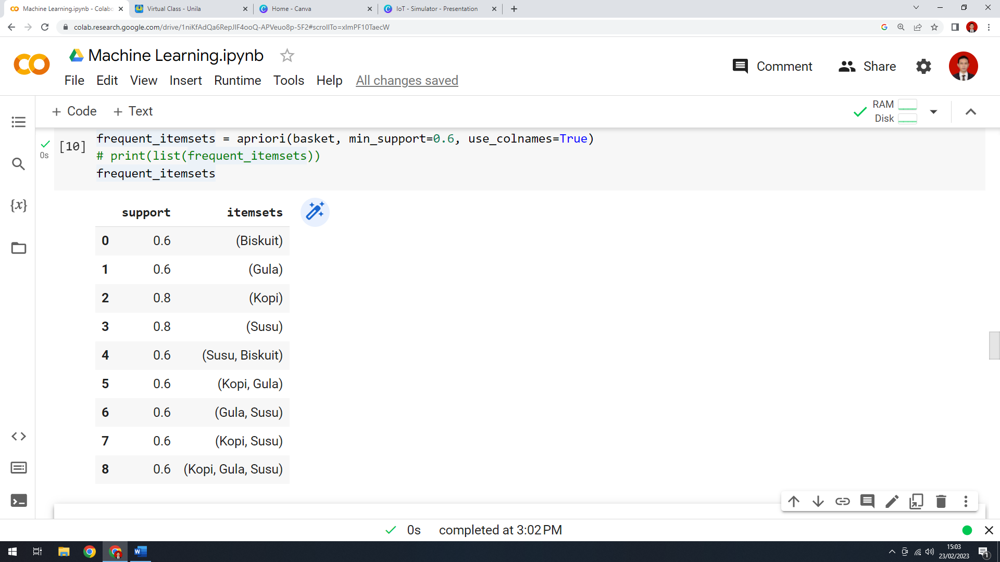 Machine Learning.ipynb - Colabo
Virtual Class - Unila
Home - Canva
IoT - Simulator - Presentation
colab.research.google.com/drive/1niKfAdQa6RepJIF4ooQ-APVeuo8p-5F2#scrollTo=xlmPF10TaecW
Machine Learning.ipynb
Comment
Share
File Edit View Insert Runtime Tools Help All changes saved
+ Code + Text
RAM
Disk
[10] frequent_itemsets = apriori(basket, min_support=0.6, use_colnames=True)
0s
# print(list(frequent_itemsets))
frequent_itemsets
{x}
support itemsets
0 0.6 (Biskuit)
1 0.6 (Gula)
2 0.8 (Kopi)
3 0.8 (Susu)
4 0.6 (Susu, Biskuit)
5 0.6 (Kopi, Gula)
6 0.6 (Gula, Susu)
7 0.6 (Kopi, Susu)
8 0.6 (Kopi, Gula, Susu)
0s completed at 3:02 PM
15:03
23/02/2023
1